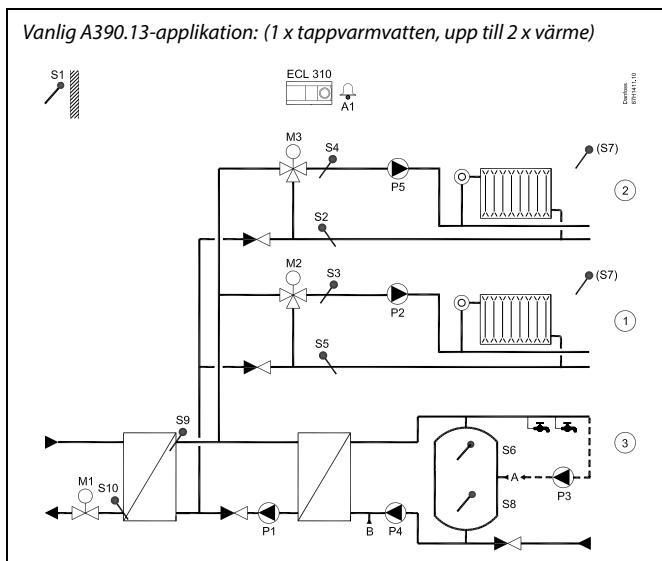 Vanlig A390.13-applikation: (1 x tappvarmvatten, upp till 2 x värme)
S1
ECL 310
A1
Danfoss
87H1411.10
M3
S4
(S7)
P5
2
S2
M2
S3
(S7)
P2
1
S5
S9
S6
3
A
M1
S10
P3
S8
P1
B
P4